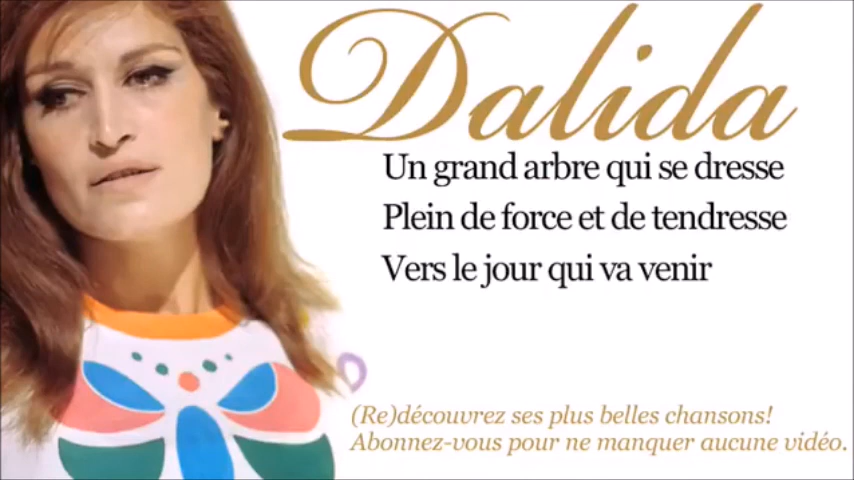 Dalida
Un grand arbre qui se dresse
Plein de force et de tendresse
Vers le jour qui va venir
(Re)découvrez ses plus belles chansons!
Abonnez-vous pour ne manquer aucune vidéo.